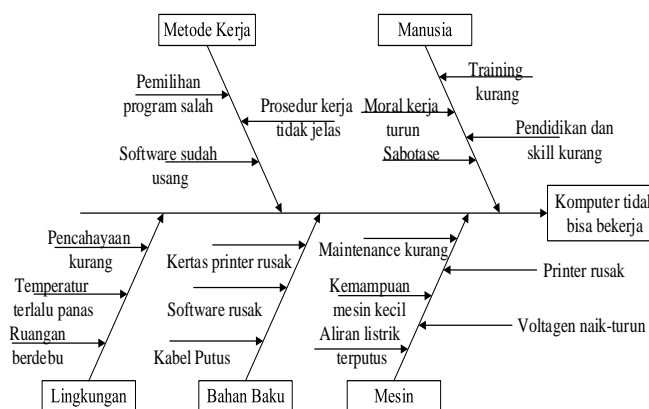 Metode Kerja
Manusia
Pemilihan
program salah
Prosedur kerja
tidak jelas
Software sudah
usang
Training
kurang
Moral kerja
turun
Pendidikan dan
skill kurang
Sabotase
Komputer tidak
bisa bekerja
Pencahayaan
kurang
Temperatur
terlalu panas
Ruangan
berdebu
Kertas printer rusak
Software rusak
Kabel Putus
Maintenance kurang
Printer rusak
Kemampuan
mesin kecil
Voltagen naik-turun
Aliran listrik
terputus
Lingkungan
Bahan Baku
Mesin